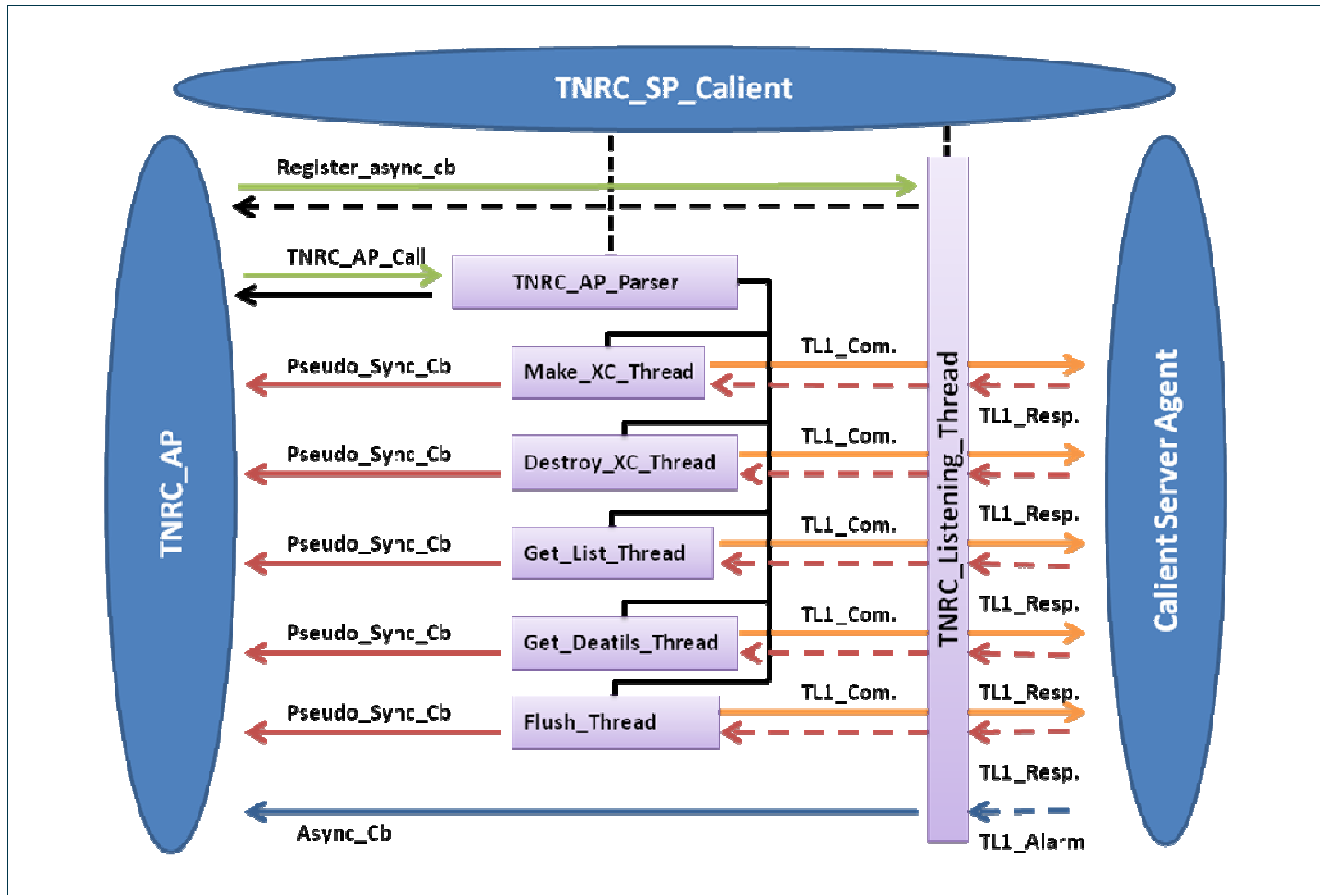 TNRC_SP_Calient
Register_async_cb
TNRC_AP_Call
TNRC_AP_Parser
TNRC_AP
TNRC_Listening_Thread
Calient Server Agent
Pseudo_Sync_Cb
Make_XC_Thread
TL1_Com.
TL1_Resp.
Pseudo_Sync_Cb
Destroy_XC_Thread
TL1_Com.
TL1_Resp.
Pseudo_Sync_Cb
Get_List_Thread
TL1_Com.
TL1_Resp.
Pseudo_Sync_Cb
Get_Deatils_Thread
TL1_Com.
TL1_Resp.
Pseudo_Sync_Cb
Flush_Thread
TL1_Com.
TL1_Resp.
Async_Cb
TL1_Alarm